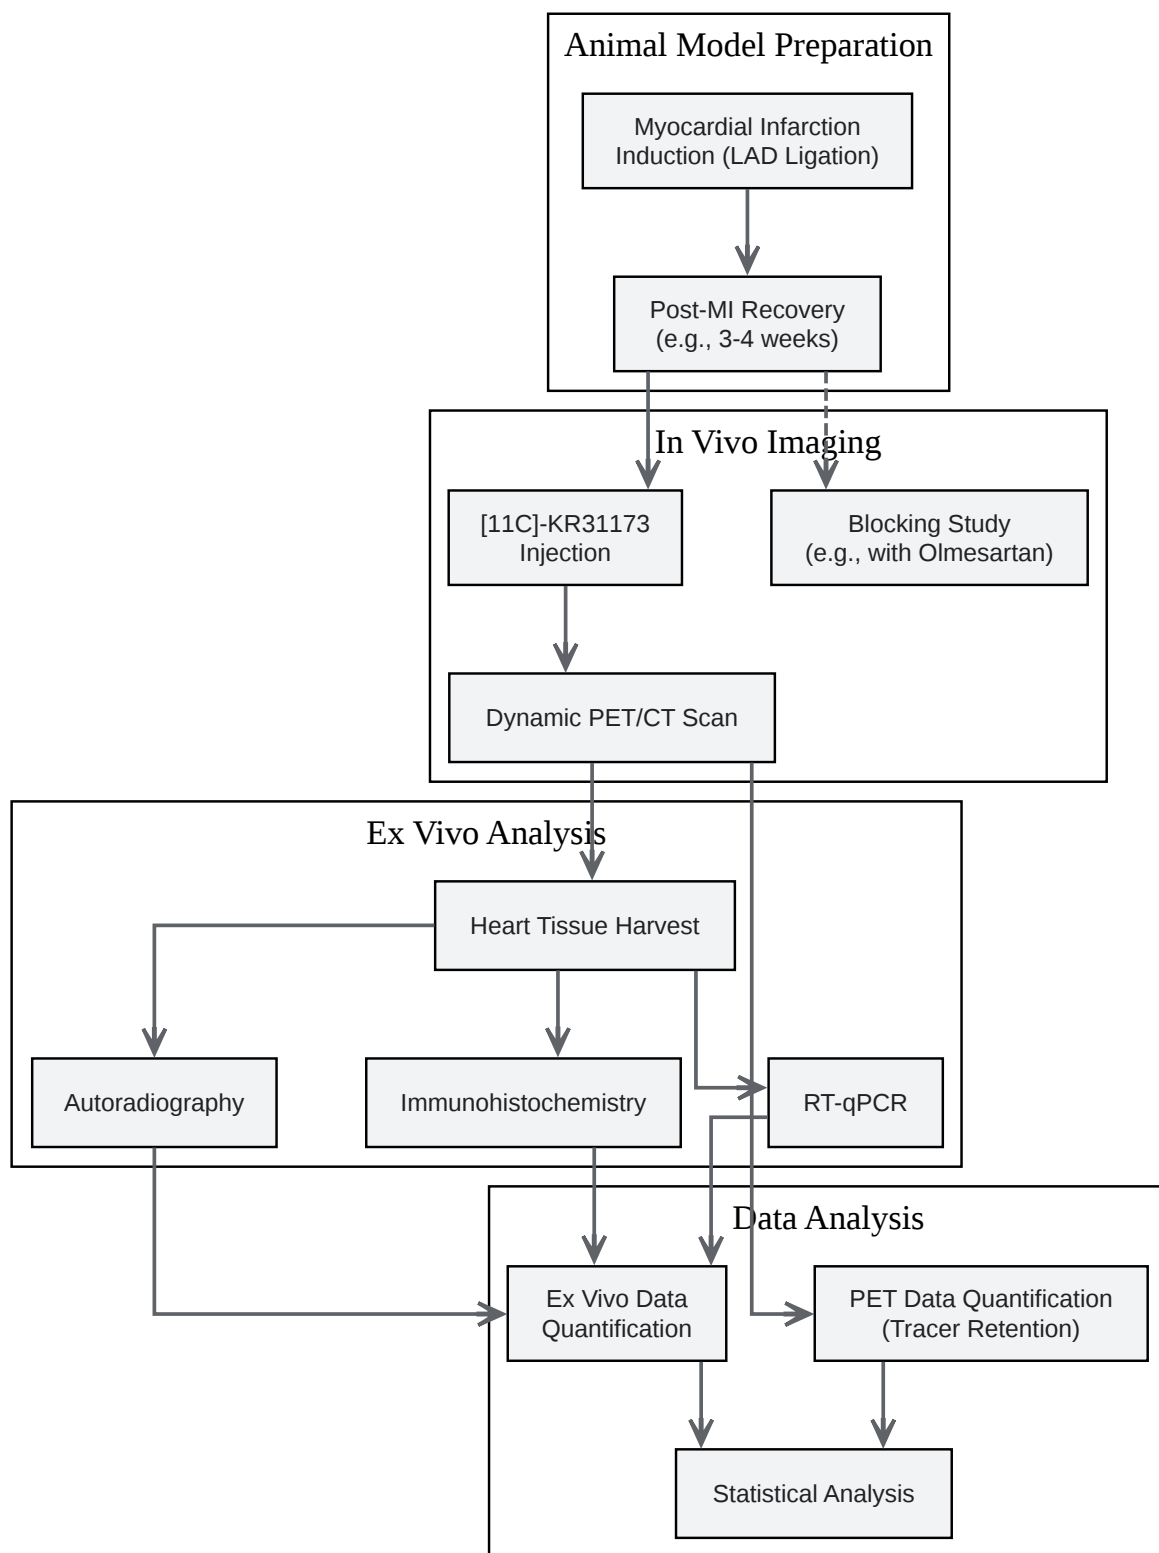 Animal Model Preparation
Myocardial Infarction
Induction (LAD Ligation)
Post-MI Recovery
(e.g., 3-4 weeks)
In Vivo Imaging
[11C]-KR31173
Injection
Blocking Study
(e.g., with Olmesartan)
Dynamic PET/CT Scan
Ex Vivo Analysis
Heart Tissue Harvest
Autoradiography
Immunohistochemistry
RT-qPCR
Data Analysis
Ex Vivo Data
Quantification
PET Data Quantification
(Tracer Retention)
Statistical Analysis